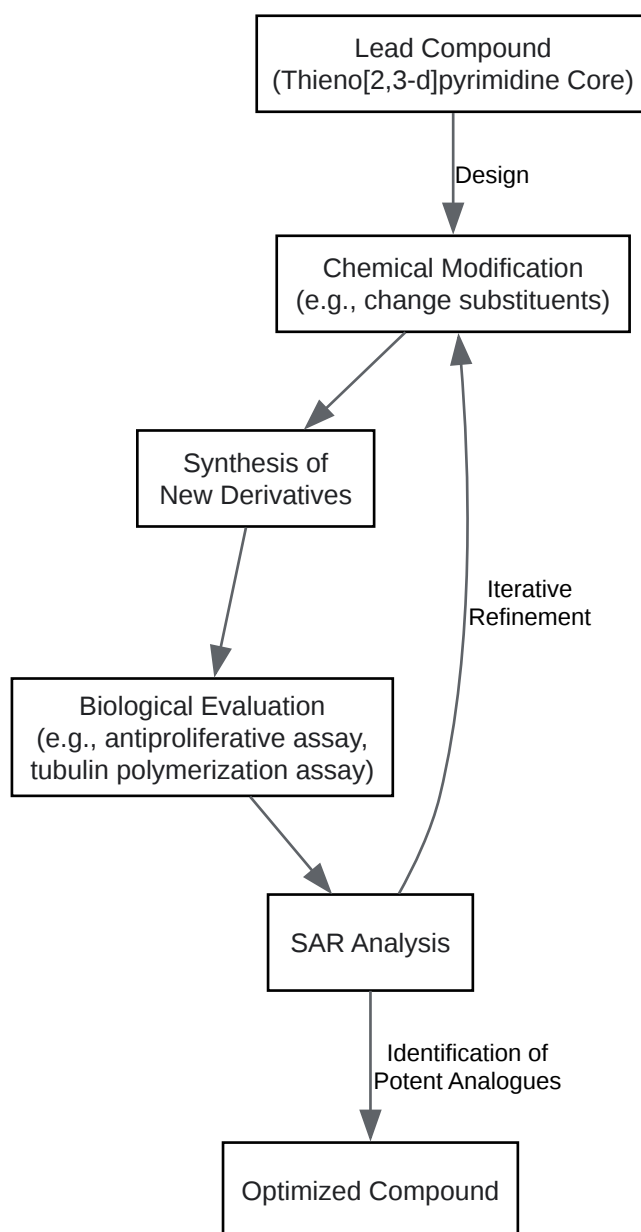 Lead Compound
(Thieno[2,3-d]pyrimidine Core)
Design
Chemical Modification
(e.g., change substituents)
Synthesis of
New Derivatives
Iterative
Refinement
Biological Evaluation
(e.g., antiproliferative assay,
tubulin polymerization assay)
SAR Analysis
Identification of
Potent Analogues
Optimized Compound